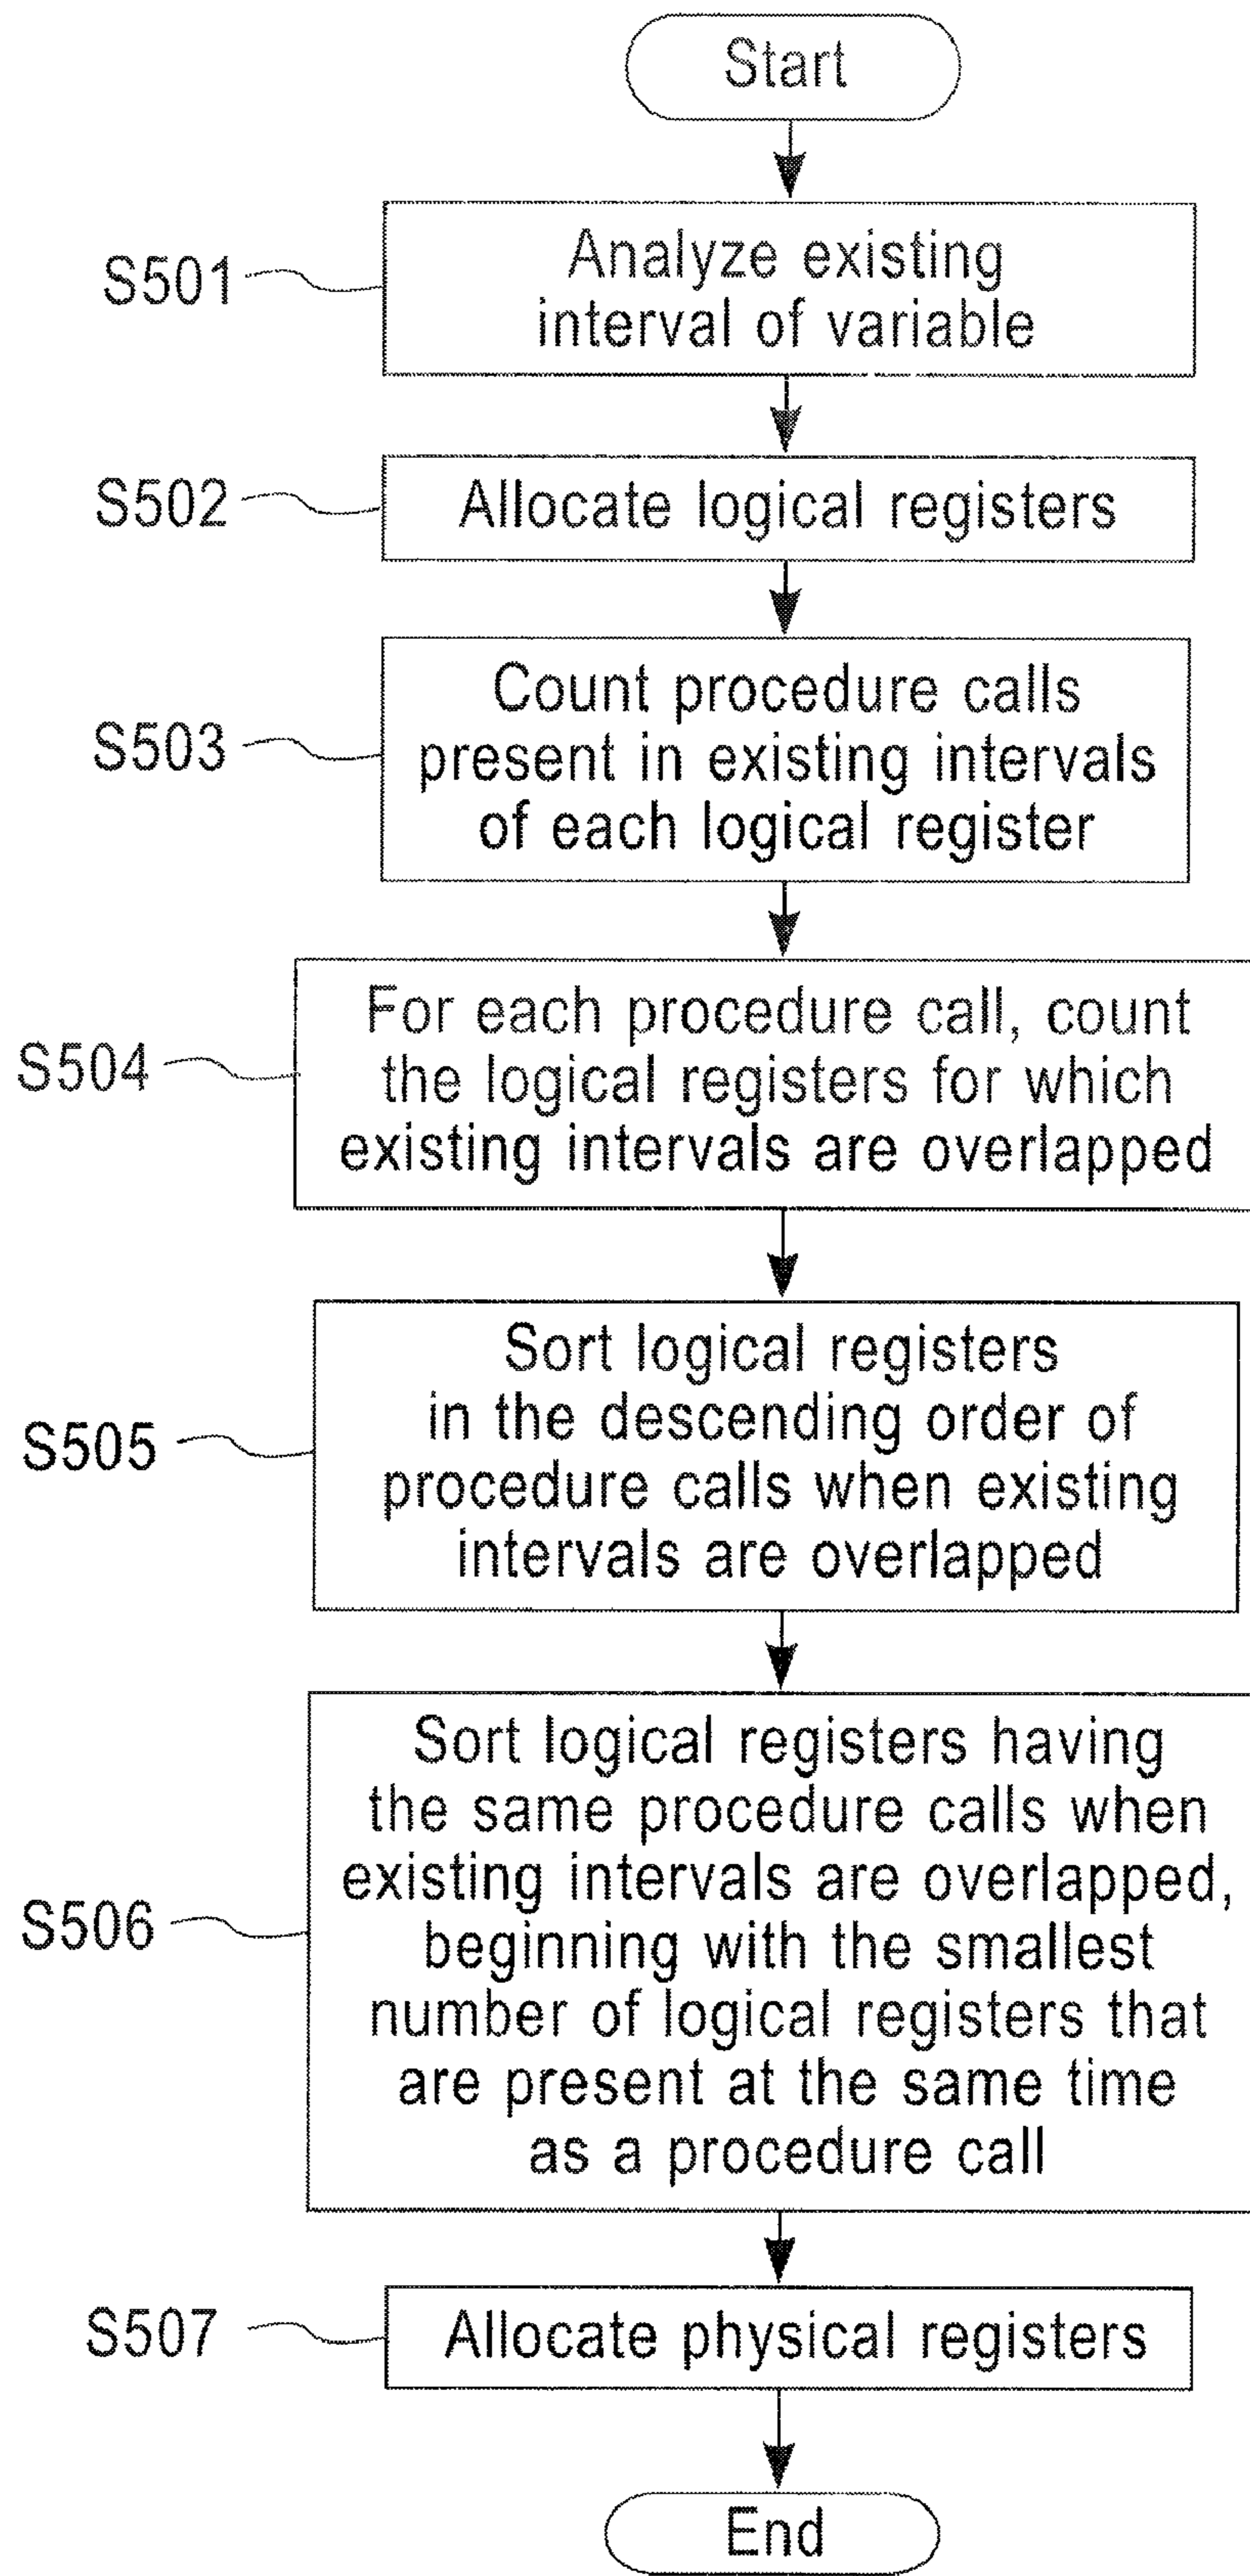 Start
S501
Analyze existing
interval of variable
S502
Allocate logical registers
S503
Count procedure calls
present in existing intervals
of each logical register
S504
For each procedure call, count
the logical registers for which
existing intervals are overlapped
S505
Sort logical registers
in the descending order of
procedure calls when existing
intervals are overlapped
S506
Sort logical registers having
the same procedure calls when
existing intervals are overlapped,
beginning with the smallest
number of logical registers that
are present at the same time
as a procedure call
S507
Allocate physical registers
End